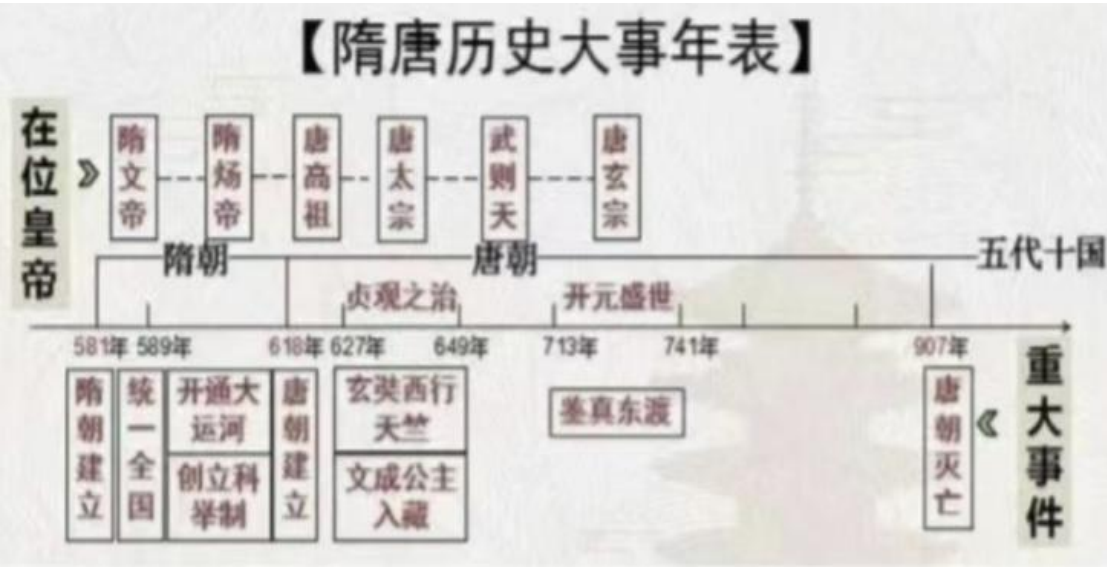 【隋唐历史大事年表】
在位皇帝
隋文帝
隋炀帝
唐高祖
唐太宗
武则天
唐玄宗
隋朝
唐朝
五代十国
贞观之治
开元盛世
581年
589年
618年
627年
649年
713年
741年
907年
隋朝建立
统一全国
开通大
运河
创立科
举制
唐朝建立
玄奘西行
天竺
文成公主
入藏
鉴真东渡
唐朝灭亡
重大事件